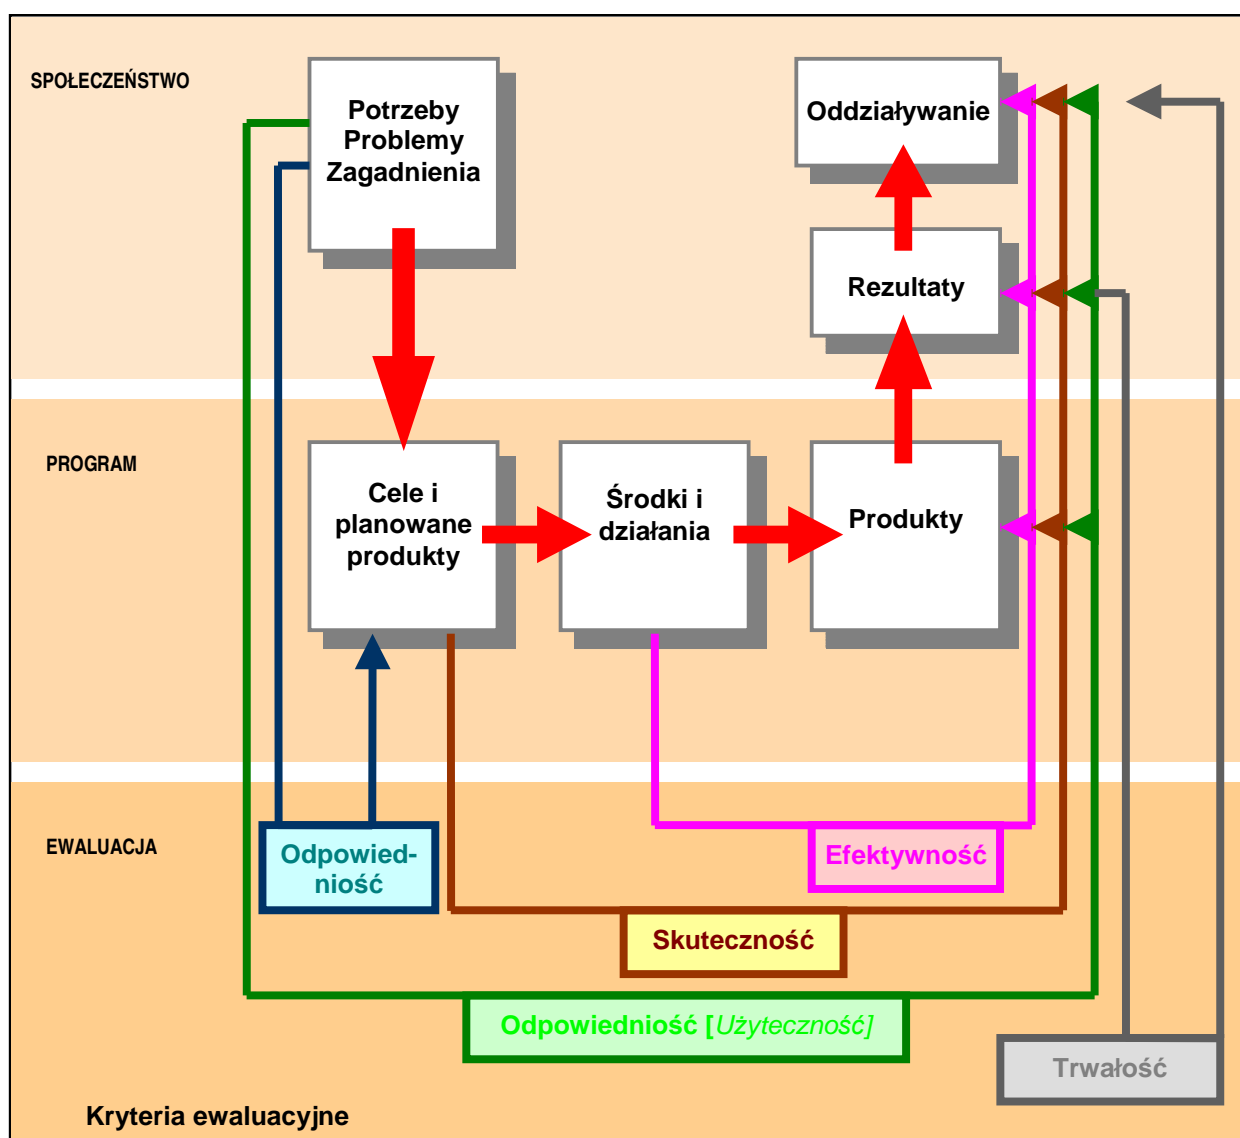 SPOŁECZEŃSTWO
Potrzeby
Problemy
Zagadnienia
Oddziaływanie
Rezultaty
PROGRAM
Cele i
planowane
produkty
Środki i
działania
Produkty
EWALUACJA
Odpowied-
niość
Efektywność
Skuteczność
Odpowiedniość [Użyteczność]
Trwałość
Kryteria ewaluacyjne